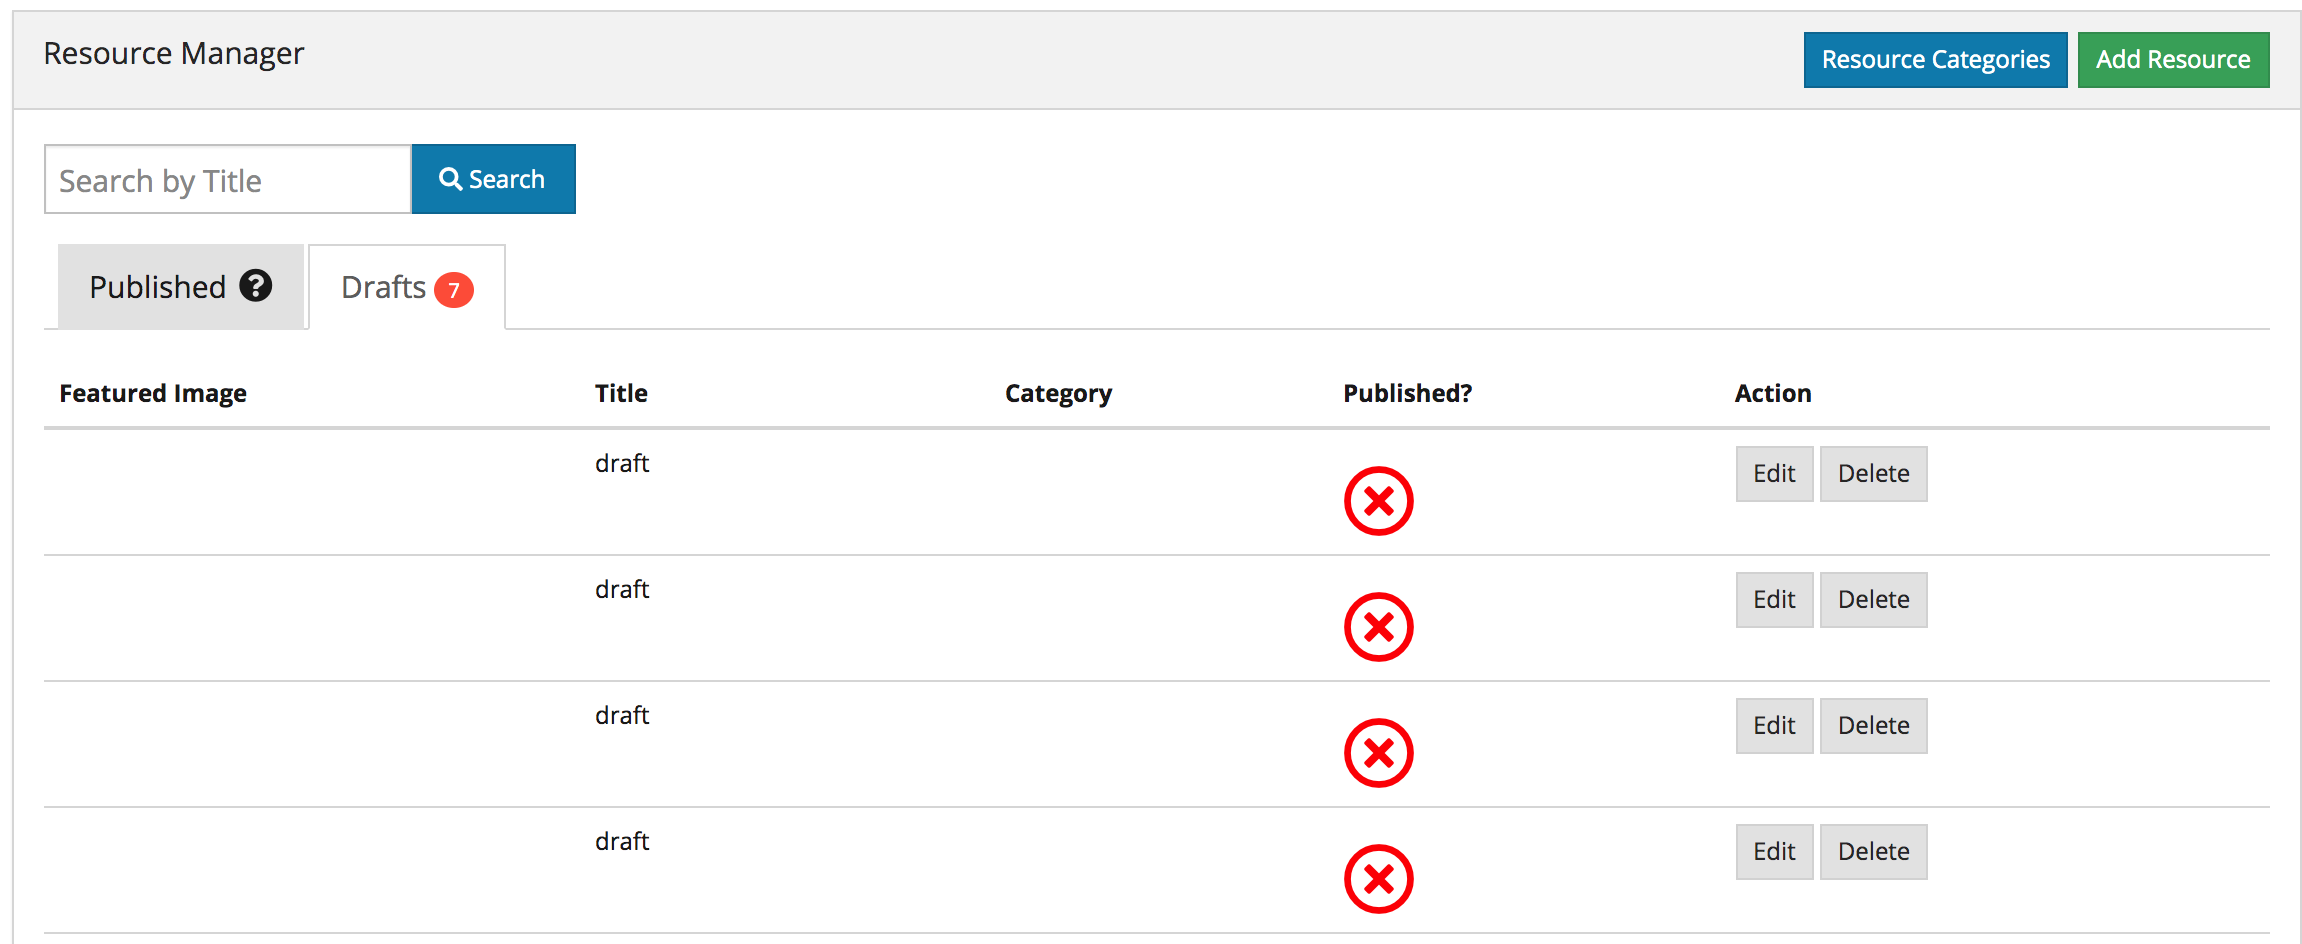 Resource Manager
Resource Categories
Add Resource
Search by Title
Search
Published ?
Drafts 7
Featured Image Title Category Published? Action
draft Edit Delete
draft Edit Delete
draft Edit Delete
draft Edit Delete